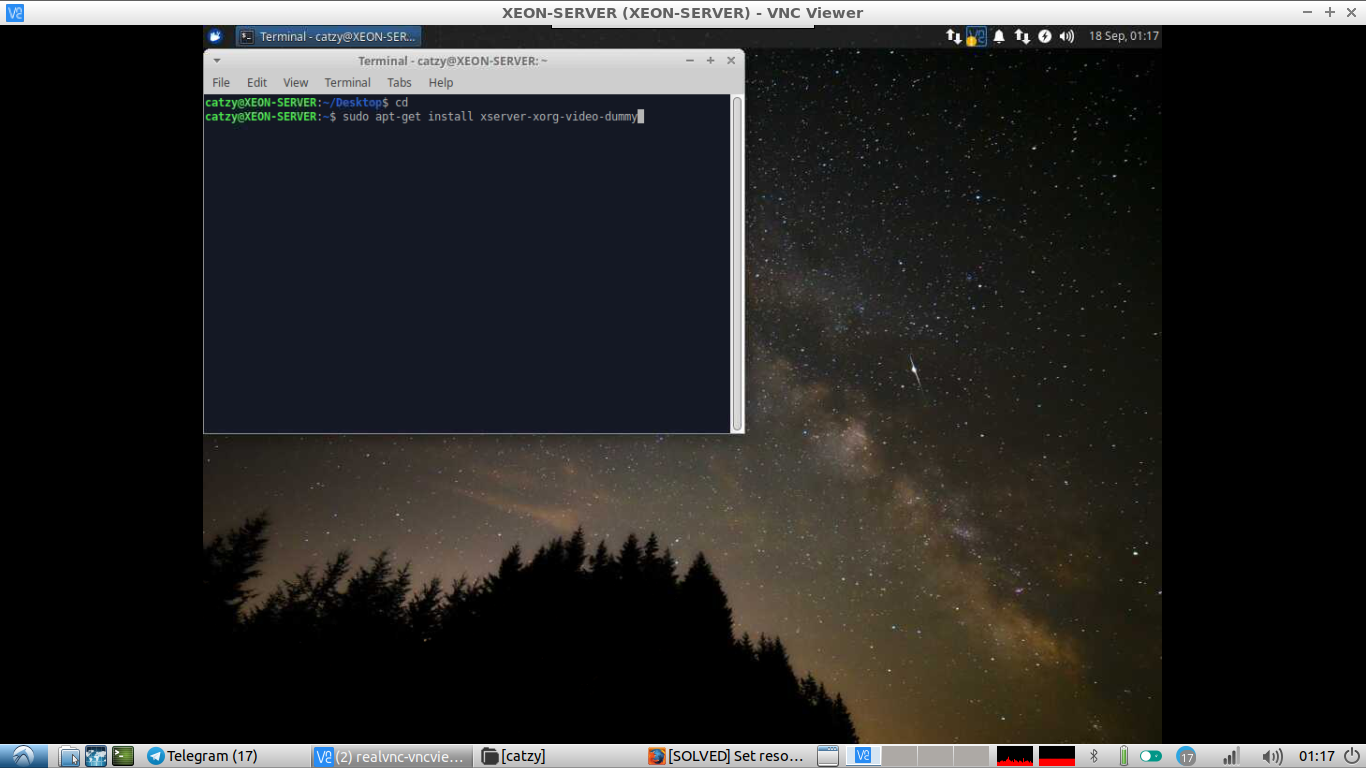 XEON-SERVER (XEON-SERVER) - VNC Viewer
Terminal - catzy@XEON-SER...
18 Sep, 01:17
Terminal - catzy@XEON-SERVER: ~
File Edit View Terminal Tabs Help
catzy@XEON-SERVER:~/Desktop$ cd
catzy@XEON-SERVER:~$ sudo apt-get install xserver-xorg-video-dummy
Telegram (17)
(2) realvnc-vncvie...
[catzy]
[SOLVED] Set reso...
17
01:17